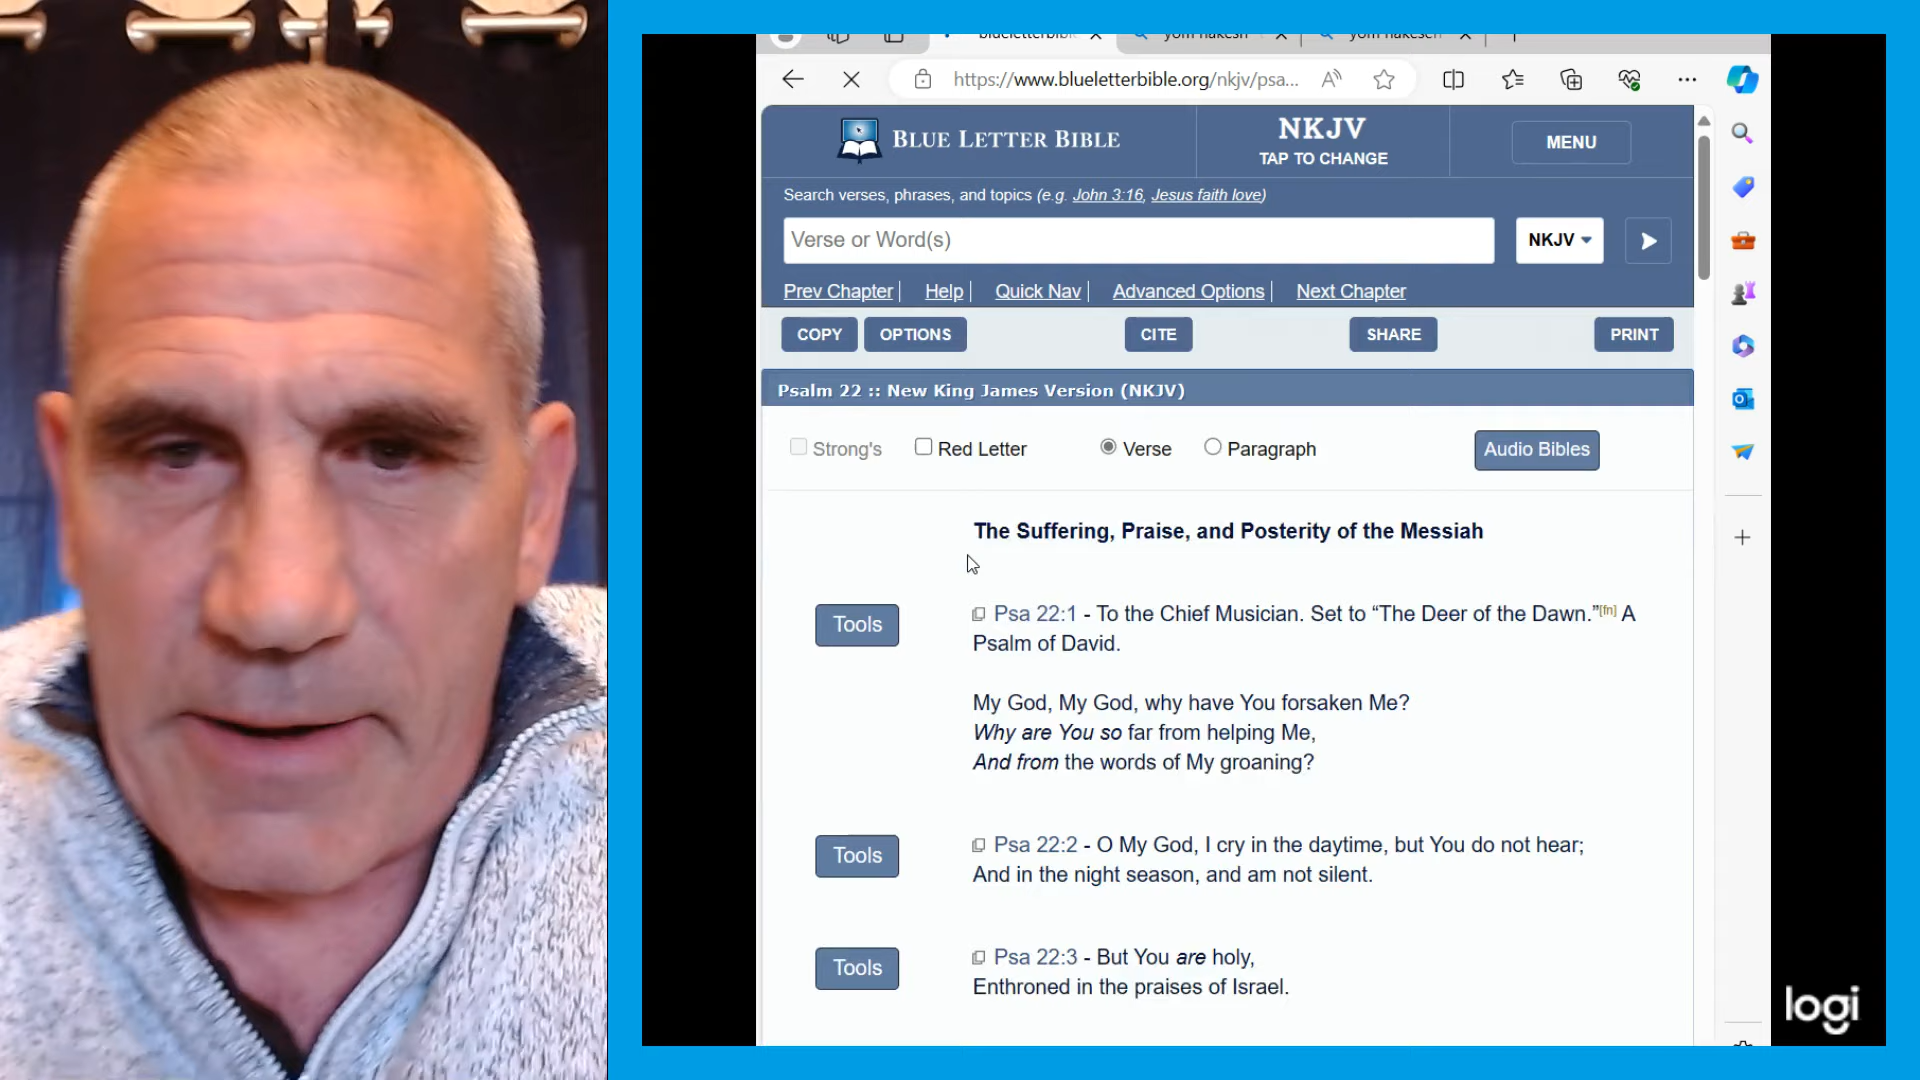 https://www.blueletterbible.org/nkjv/psa...
BLUE LETTER BIBLE
NKJV
TAP TO CHANGE
MENU
Search verses, phrases, and topics (e.g. John 3:16, Jesus faith love)
Verse or Word(s)
NKJV
Prev Chapter | Help | Quick Nav | Advanced Options | Next Chapter
COPY OPTIONS CITE SHARE PRINT
Psalm 22 :: New King James Version (NKJV)
Strong's Red Letter Verse Paragraph Audio Bibles
The Suffering, Praise, and Posterity of the Messiah
Tools
Psa 22:1 - To the Chief Musician. Set to “The Deer of the Dawn.”[fn] A
Psalm of David.
My God, My God, why have You forsaken Me?
Why are You so far from helping Me,
And from the words of My groaning?
Tools
Psa 22:2 - O My God, I cry in the daytime, but You do not hear;
And in the night season, and am not silent.
Tools
Psa 22:3 - But You are holy,
Enthroned in the praises of Israel.
logi